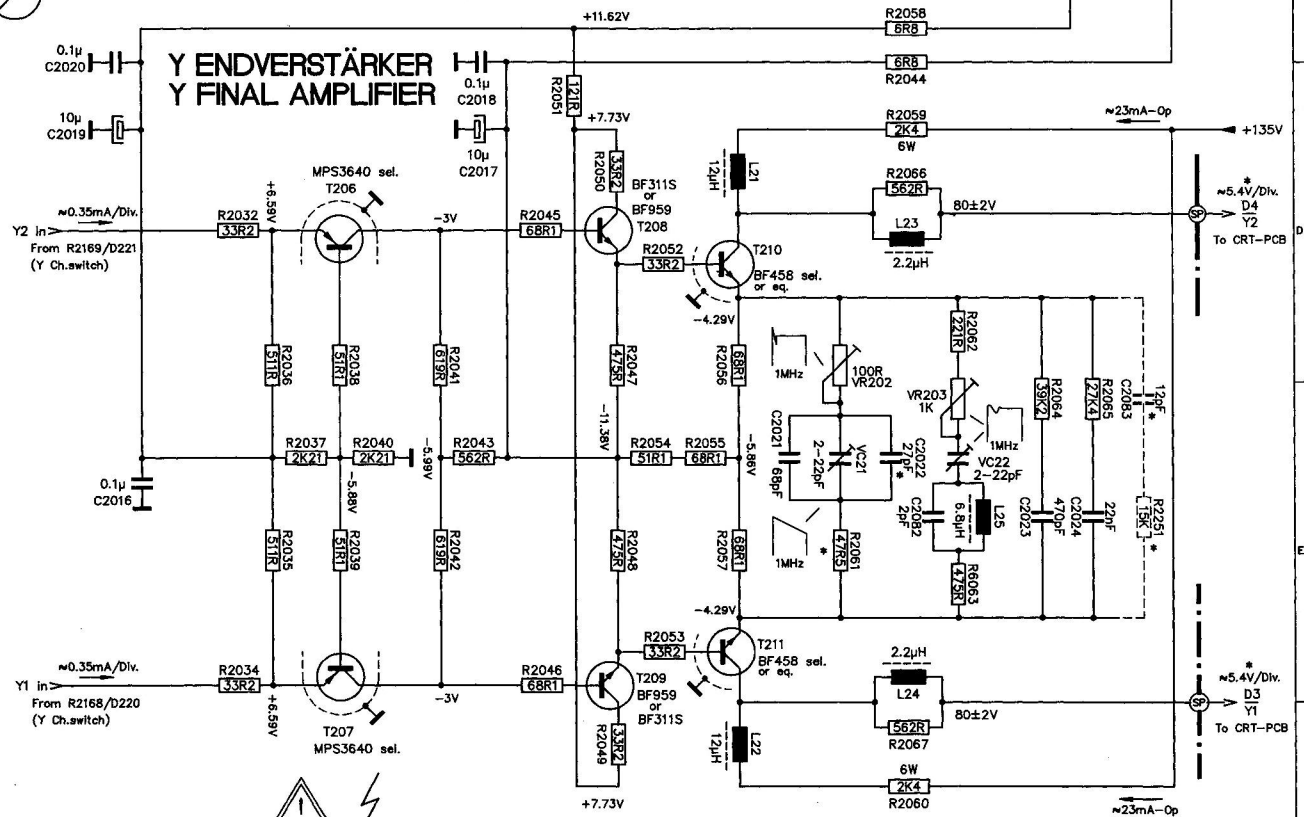 +11.62V
R2058
6R8
0.1µ
C2020
Y ENDVERSTÄRKER
Y FINAL AMPLIFIER
0.1µ
C2018
121R
R2051
6R8
R2044
10µ
C2019
10µ
C2017
+7.73V
R2059
2K4
6W
≈23mA-Op
+135V
MPS3640 sel.
T206
33R2
R2050
BF311S
or
BF959
T208
12µH
L21
R2066
562R
L23
2.2µH
80±2V
*
≈5.4V/Div.
D4
Y2
SP
To CRT-PCB
D
≈0.35mA/Div.
Y2 in
From R2169/D221
(Y Ch.switch)
R2032
33R2
+6.59V
-3V
R2045
68R1
R2052
33R2
T210
BF458 sel.
or eq.
-4.29V
R2036
511R
R2038
51R1
R2041
619R
R2047
475R
R2056
68R1
1MHz
100R
VR202
R2062
221R
VR203
1K
1MHz
R2064
39K2
R2065
27K4
C2083
12pF
*
R2037
2K21
R2040
2K21
-5.88V
-5.99V
R2043
562R
-11.38V
R2054
51R1
R2055
68R1
-5.86V
C2021
68pF
VC21
2-22pF
C2022
27pF
*
VC22
2-22pF
0.1µ
C2016
C2082
2pF
6.8µH
L25
C2023
470pF
C2024
22nF
R2251
15K
*
R2035
511R
R2039
51R1
R2042
619R
R2048
475R
R2057
68R1
1MHz
R2061
47R5
*
R6063
475R
E
-4.29V
≈0.35mA/Div.
Y1 in
From R2168/D220
(Y Ch.switch)
R2034
33R2
+6.59V
T207
MPS3640 sel.
-3V
R2046
68R1
R2053
33R2
T209
BF959
or
BF311S
33R2
R2049
+7.73V
T211
BF458 sel.
or eq.
12µH
L22
2.2µH
L24
562R
R2067
80±2V
*
≈5.4V/Div.
D3
Y1
SP
To CRT-PCB
6W
2K4
R2060
≈23mA-Op